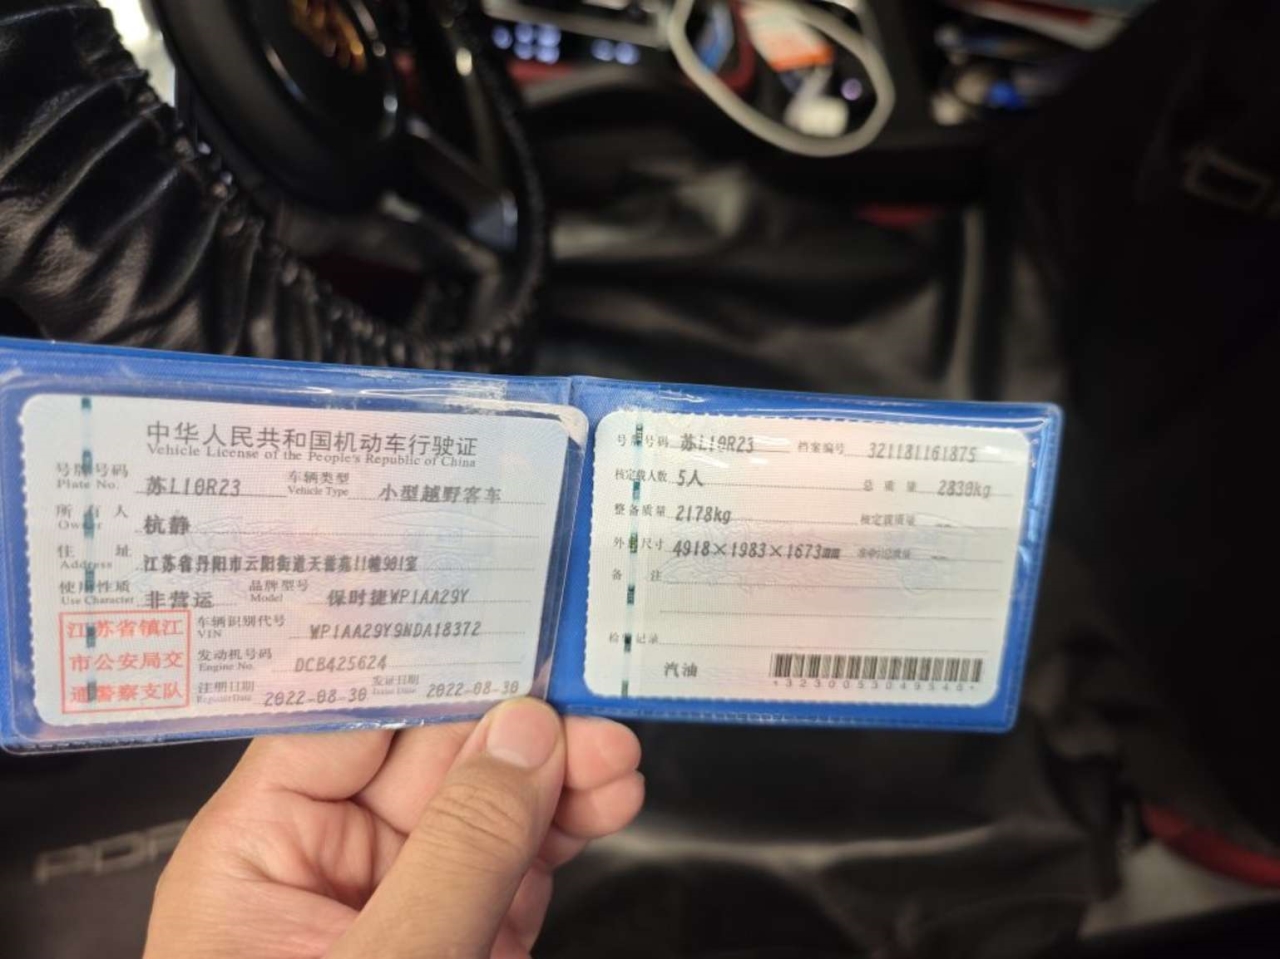 中华人民共和国机动车行驶证
Vehicle License of the People's Republic of China
号牌号码 苏L10R23 车辆类型 小型越野客车
Plate No. Vehicle Type
所有人 杭静
Owner
住址 江苏省丹阳市云阳街道天 苑11幢901室
Address
使用性质 非营运 品牌型号 保时捷WP1AA29Y
Use Character Model
江苏省镇江
市公安局交
通警察支队
车辆识别代号 WP1AA29Y9NDA18372
VIN
发动机号码 DCB425624
Engine No.
注册日期 2022-08-30 发证日期 2022-08-30
Register Date Issue Date
号牌号码 苏L10R23 档案编号 321181161875
核定载人数 5人 总质量 2830kg
整备质量 2178kg 核定载质量 --
外廓尺寸 4918×1983×1673mm 准牵引总质量 --
备注
检验记录
汽油
*3230053049546*
PDR